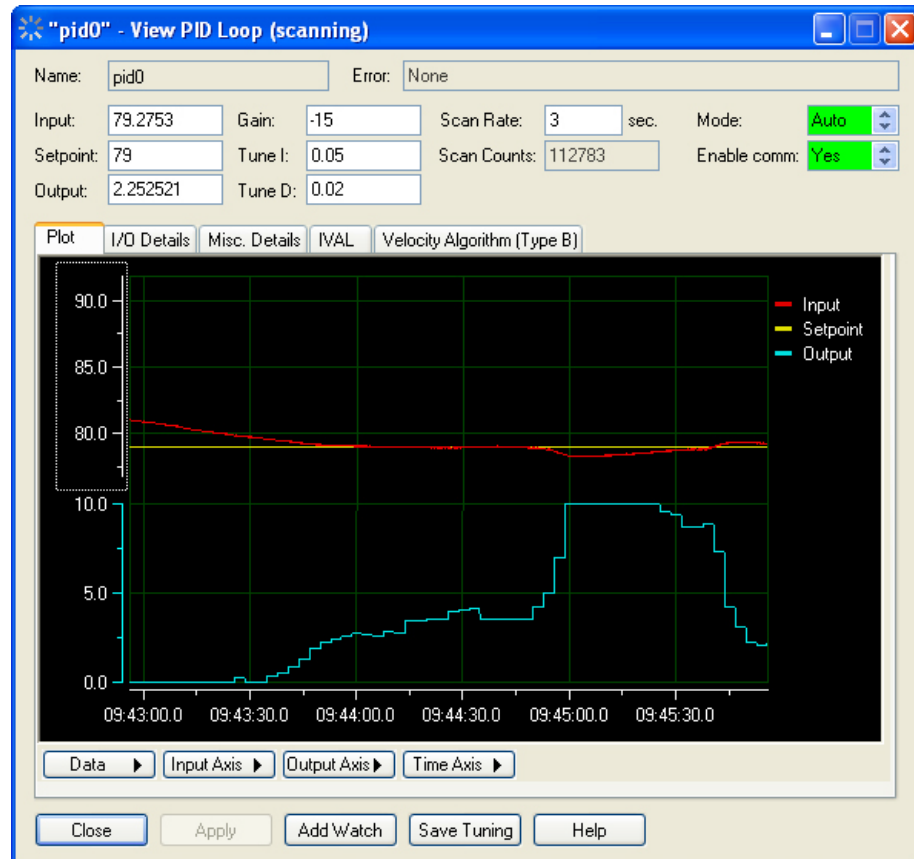 "pid0" - View PID Loop (scanning)
Name: pid0 Error: None
Input: 79.2753 Gain: -15 Scan Rate: 3 sec. Mode: Auto
Setpoint: 79 Tune I: 0.05 Scan Counts: 112783 Enable comm: Yes
Output: 2.252521 Tune D: 0.02
Plot I/O Details Misc. Details IVAL Velocity Algorithm (Type B)
90.0
85.0
80.0
10.0
5.0
0.0
Input
Setpoint
Output
09:43:00.0 09:43:30.0 09:44:00.0 09:44:30.0 09:45:00.0 09:45:30.0
Data Input Axis Output Axis Time Axis
Close Apply Add Watch Save Tuning Help